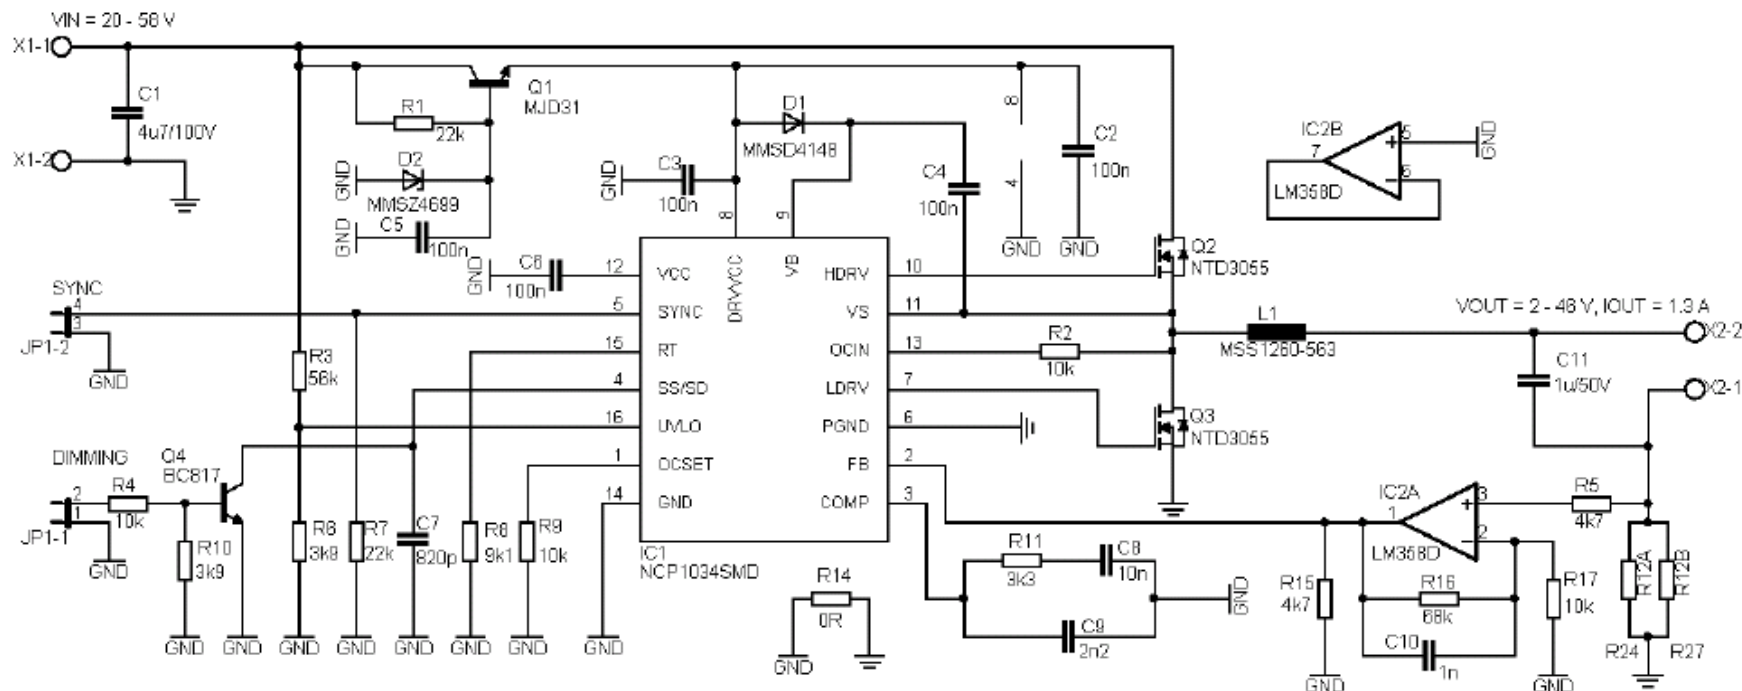 VIN = 20 - 58 V
X1-1
C1
4u7/100V
X1-2
Q1
MJD31
R1
22k
D2
MMSZ4699
GND
C5
100n
GND
D1
MMSD4148
C3
100n
GND
C4
100n
C2
100n
8
4
GND
GND
IC2B
7
5
6
LM358D
GND
C6
100n
GND
8
9
12
VCC
DRVVCC
VB
HDRV
10
5
SYNC
VS
11
15
RT
OCIN
13
4
SS/SD
LDRV
7
16
UVLO
PGND
6
1
OCSET
FB
2
14
GND
COMP
3
IC1
NCP1034SMD
Q2
NTD3055
SYNC
4
3
JP1-2
GND
R3
56k
R2
10k
L1
MSS1260-563
VOUT = 2 - 46 V, IOUT = 1.3 A
X2-2
C11
1u/50V
X2-1
Q3
NTD3055
DIMMING
2
1
JP1-1
GND
R4
10k
Q4
BC817
R10
3k9
R6
3k9
R7
22k
C7
820p
R8
9k1
R9
10k
GND
GND
GND
GND
GND
GND
GND
GND
R14
0R
GND
R11
3k3
C8
10n
C9
2n2
GND
IC2A
1
3
2
LM358D
R5
4k7
R15
4k7
R16
68k
C10
1n
R17
10k
R12A
R12B
R24
R27
GND
GND